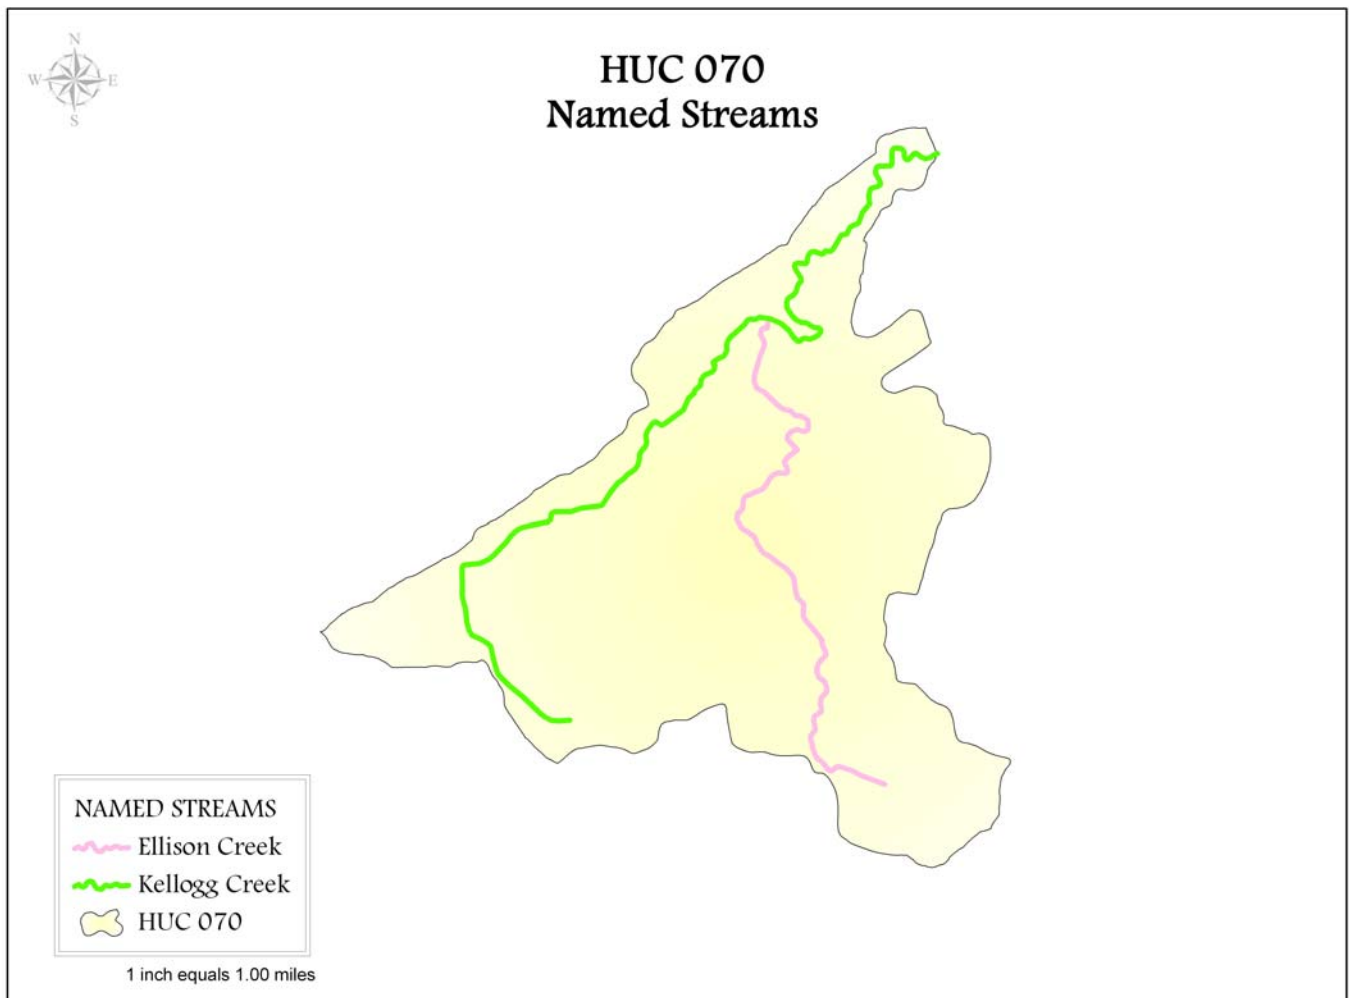 N
W E
S
HUC 070
Named Streams
NAMED STREAMS
Ellison Creek
Kellogg Creek
HUC 070
1 inch equals 1.00 miles